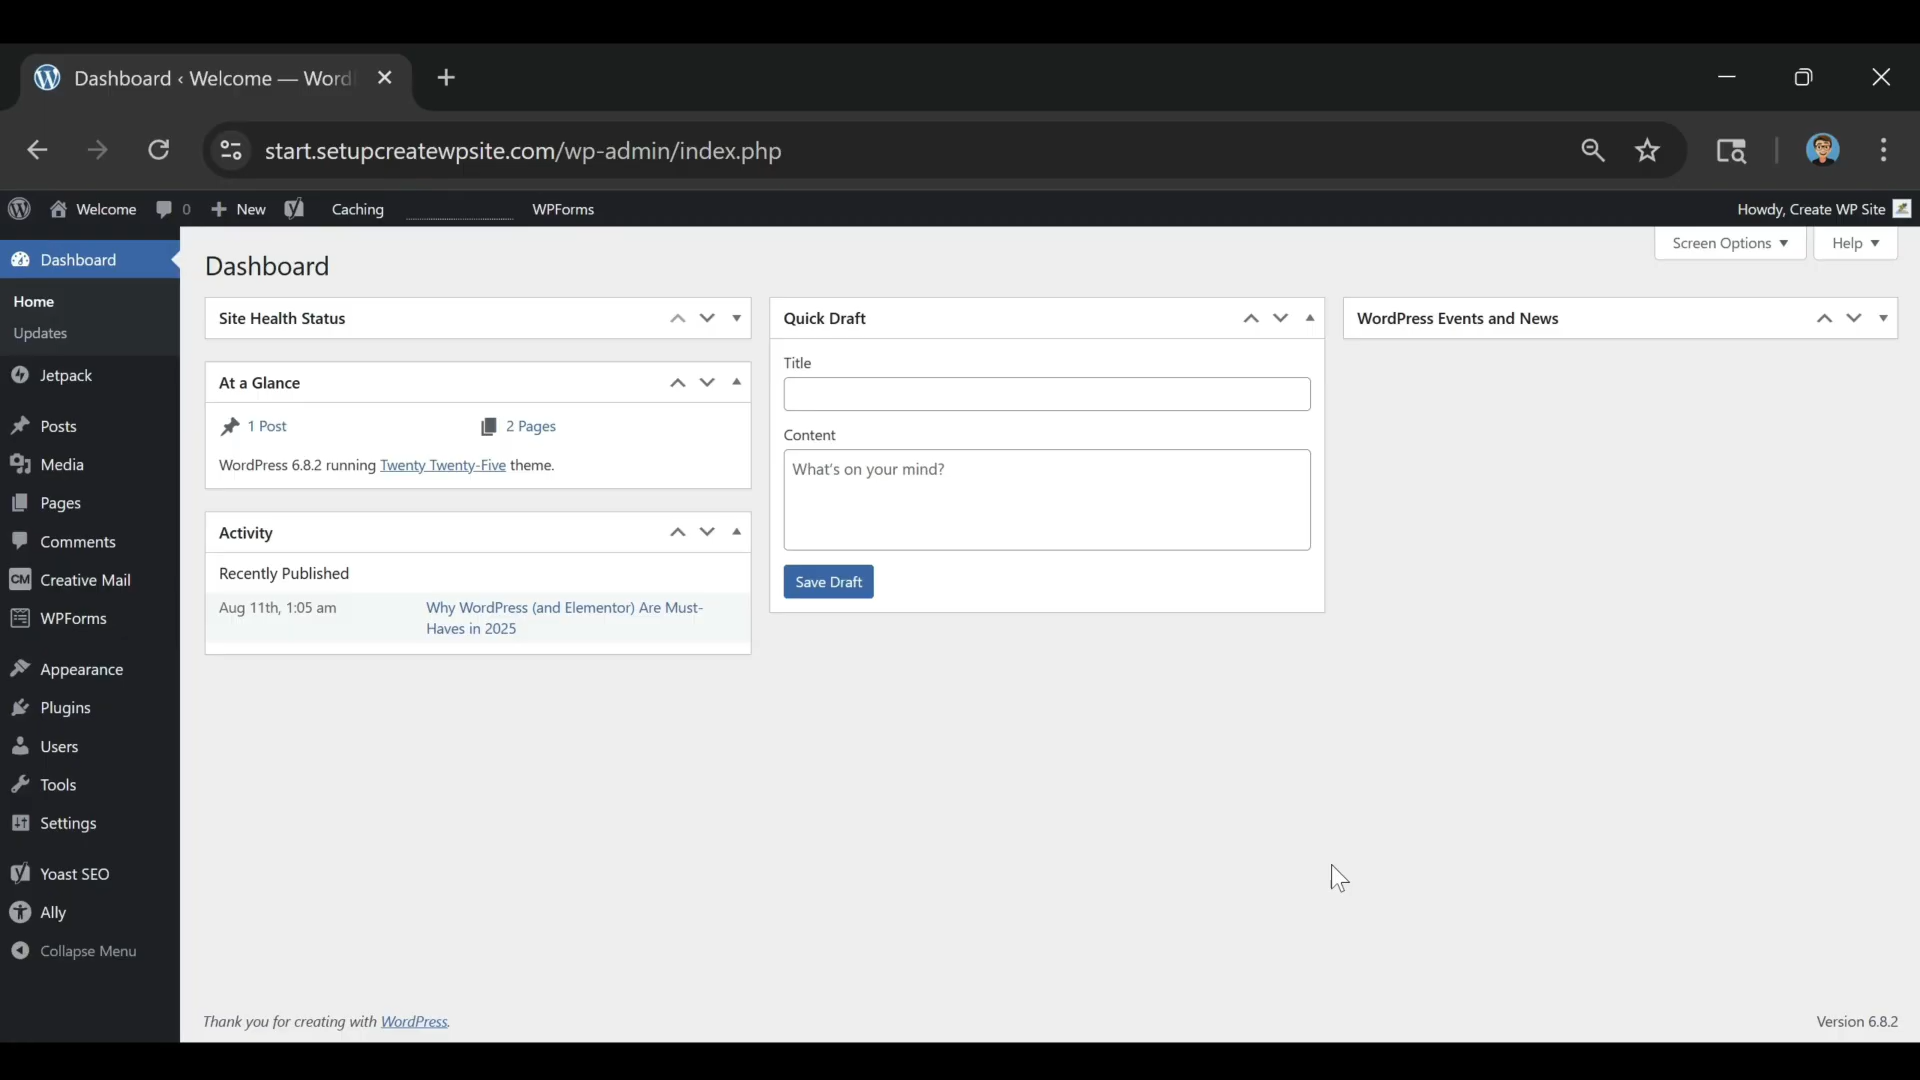 Dashboard ‹ Welcome — Word
start.setupcreatewpsite.com/wp-admin/index.php
Welcome 0 New Caching WPForms Howdy, Create WP Site
Screen Options Help
Dashboard
Home
Updates
Jetpack
Posts
Media
Pages
Comments
CM Creative Mail
WPForms
Appearance
Plugins
Users
Tools
Settings
Yoast SEO
Ally
Collapse Menu
Dashboard
Site Health Status
At a Glance
1 Post 2 Pages
WordPress 6.8.2 running Twenty Twenty-Five theme.
Activity
Recently Published
Aug 11th, 1:05 am Why WordPress (and Elementor) Are Must-
Haves in 2025
Quick Draft
Title
Content
What's on your mind?
Save Draft
WordPress Events and News
Thank you for creating with WordPress.
Version 6.8.2